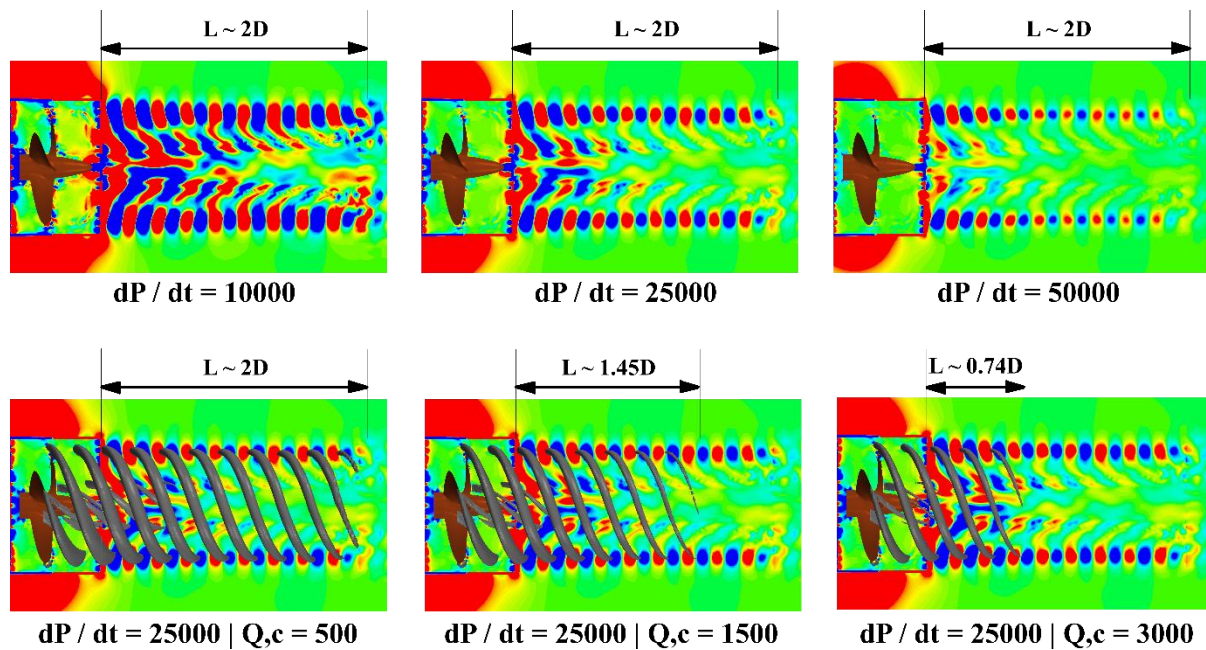 L ~ 2D
L ~ 2D
L ~ 2D
dP / dt = 10000
dP / dt = 25000
dP / dt = 50000
L ~ 2D
L ~ 1.45D
L ~ 0.74D
dP / dt = 25000 | Q,c = 500
dP / dt = 25000 | Q,c = 1500
dP / dt = 25000 | Q,c = 3000